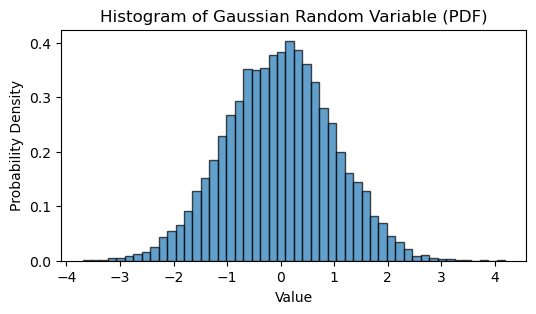 Histogram of Gaussian Random Variable (PDF)
Probability Density
0.4
0.3
0.2
0.1
0.0
−4 −3 −2 −1 0 1 2 3 4
Value